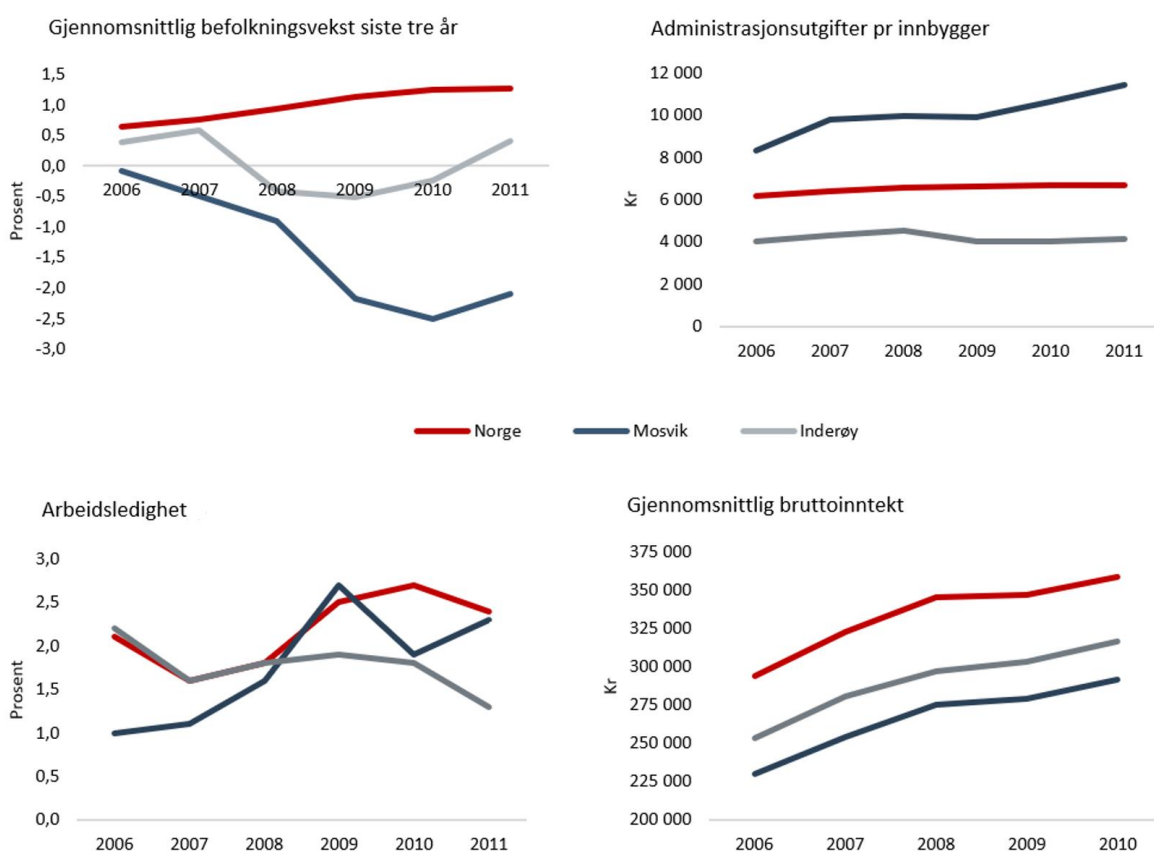 Gjennomsnittlig befolkningsvekst siste tre år
Prosent
1,5
1,0
0,5
0,0
-0,5
-1,0
-1,5
-2,0
-2,5
-3,0
2006 2007 2008 2009 2010 2011
Administrasjonsutgifter pr innbygger
Kr
12 000
10 000
8 000
6 000
4 000
2 000
0
2006 2007 2008 2009 2010 2011
Norge Mosvik Inderøy
Arbeidsledighet
Prosent
3,0
2,5
2,0
1,5
1,0
0,5
0,0
2006 2007 2008 2009 2010 2011
Gjennomsnittlig bruttoinntekt
Kr
375 000
350 000
325 000
300 000
275 000
250 000
225 000
200 000
2006 2007 2008 2009 2010